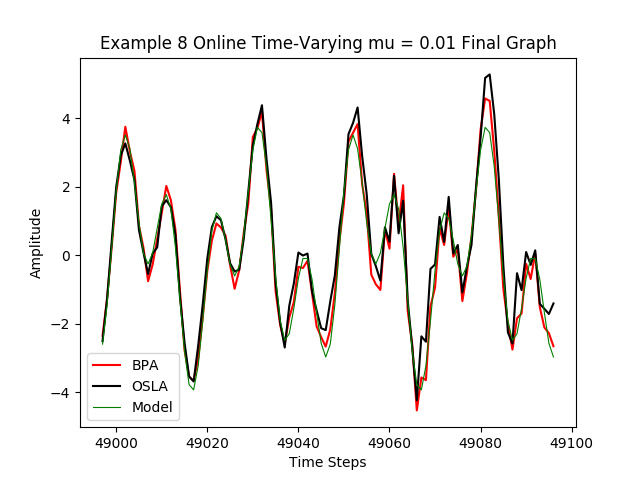 Example 8 Online Time-Varying mu = 0.01 Final Graph
Amplitude
4
2
0
−2
−4
BPA
OSLA
Model
49000 49020 49040 49060 49080 49100
Time Steps